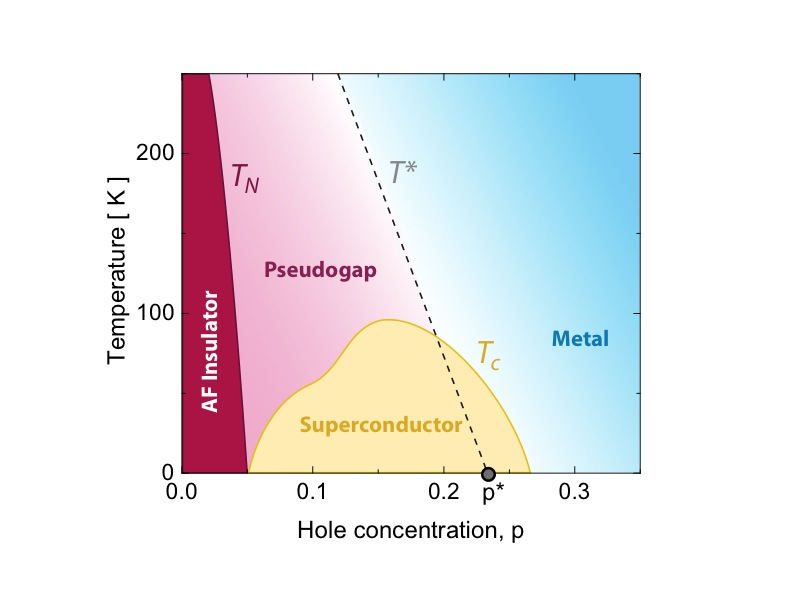 200
T_N
T*
Pseudogap
100
Metal
T_c
AF Insulator
Superconductor
0
0.0
0.1
0.2
p*
0.3
Temperature [ K ]
Hole concentration, p